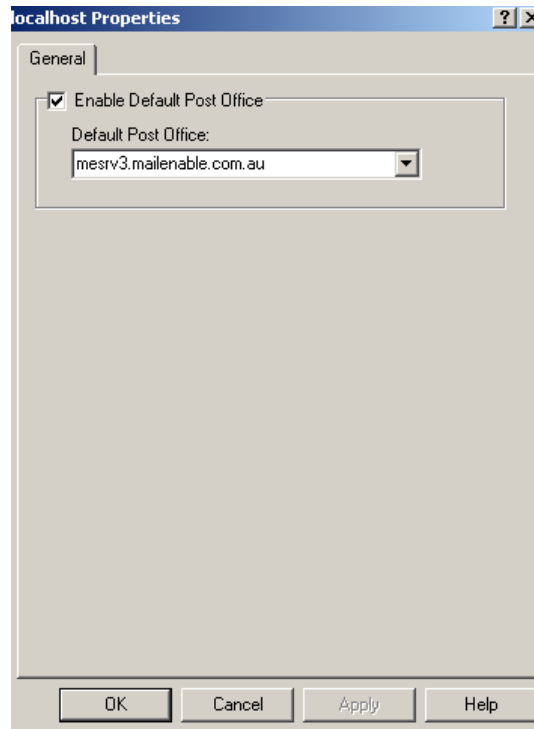 localhost Properties
General
Enable Default Post Office
Default Post Office:
mesrv3.mailenable.com.au
OK Cancel Apply Help